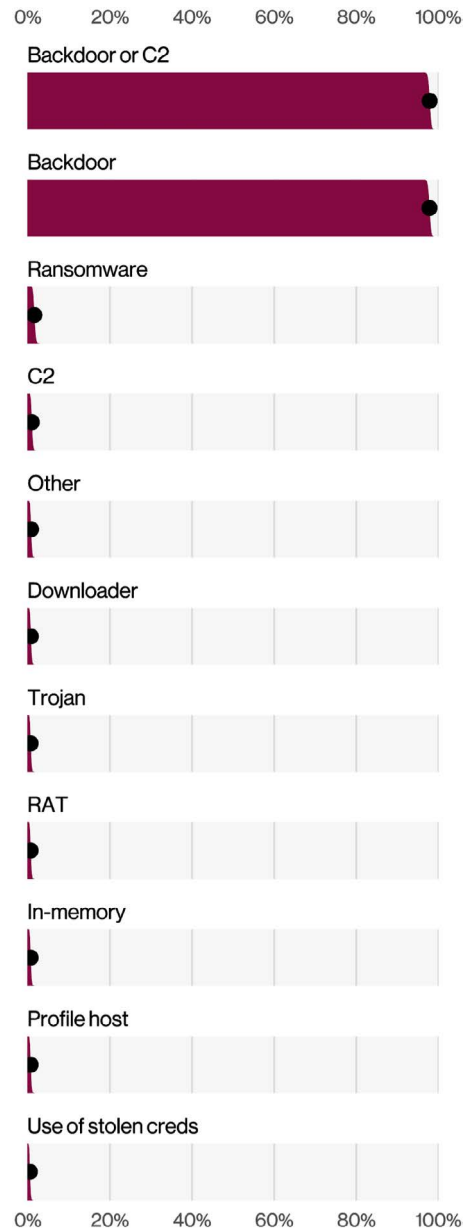 0% 20% 40% 60% 80% 100%
Backdoor or C2
Backdoor
Ransomware
C2
Other
Downloader
Trojan
RAT
In-memory
Profile host
Use of stolen creds
0% 20% 40% 60% 80% 100%